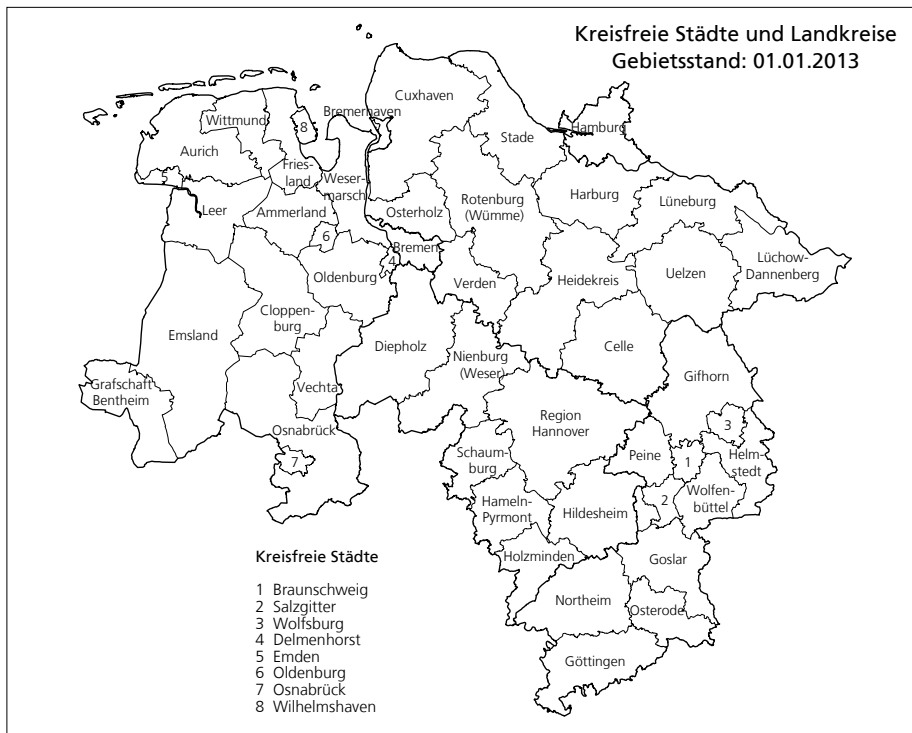 Kreisfreie Städte und Landkreise
Gebietsstand: 01.01.2013
Cuxhaven
Wittmund
8
Bremerhaven
Hamburg
Aurich
Stade
Fries-
land
5
Weser-
marsch
Harburg
Leer
Ammerland
Osterholz
Rotenburg
(Wümme)
Lüneburg
6
Bremen
4
Oldenburg
Verden
Heidekreis
Uelzen
Lüchow-
Dannenberg
Cloppen-
burg
Emsland
Diepholz
Nienburg
(Weser)
Celle
Gifhorn
Grafschaft
Bentheim
Vechta
Region
Hannover
Osnabrück
3
7
Schaum-
burg
Peine
1
Helm-
stedt
Hameln-
Pyrmont
Hildesheim
2
Wolfen-
büttel
Holzminden
Goslar
Northeim
Osterode
Göttingen
Kreisfreie Städte
1 Braunschweig
2 Salzgitter
3 Wolfsburg
4 Delmenhorst
5 Emden
6 Oldenburg
7 Osnabrück
8 Wilhelmshaven